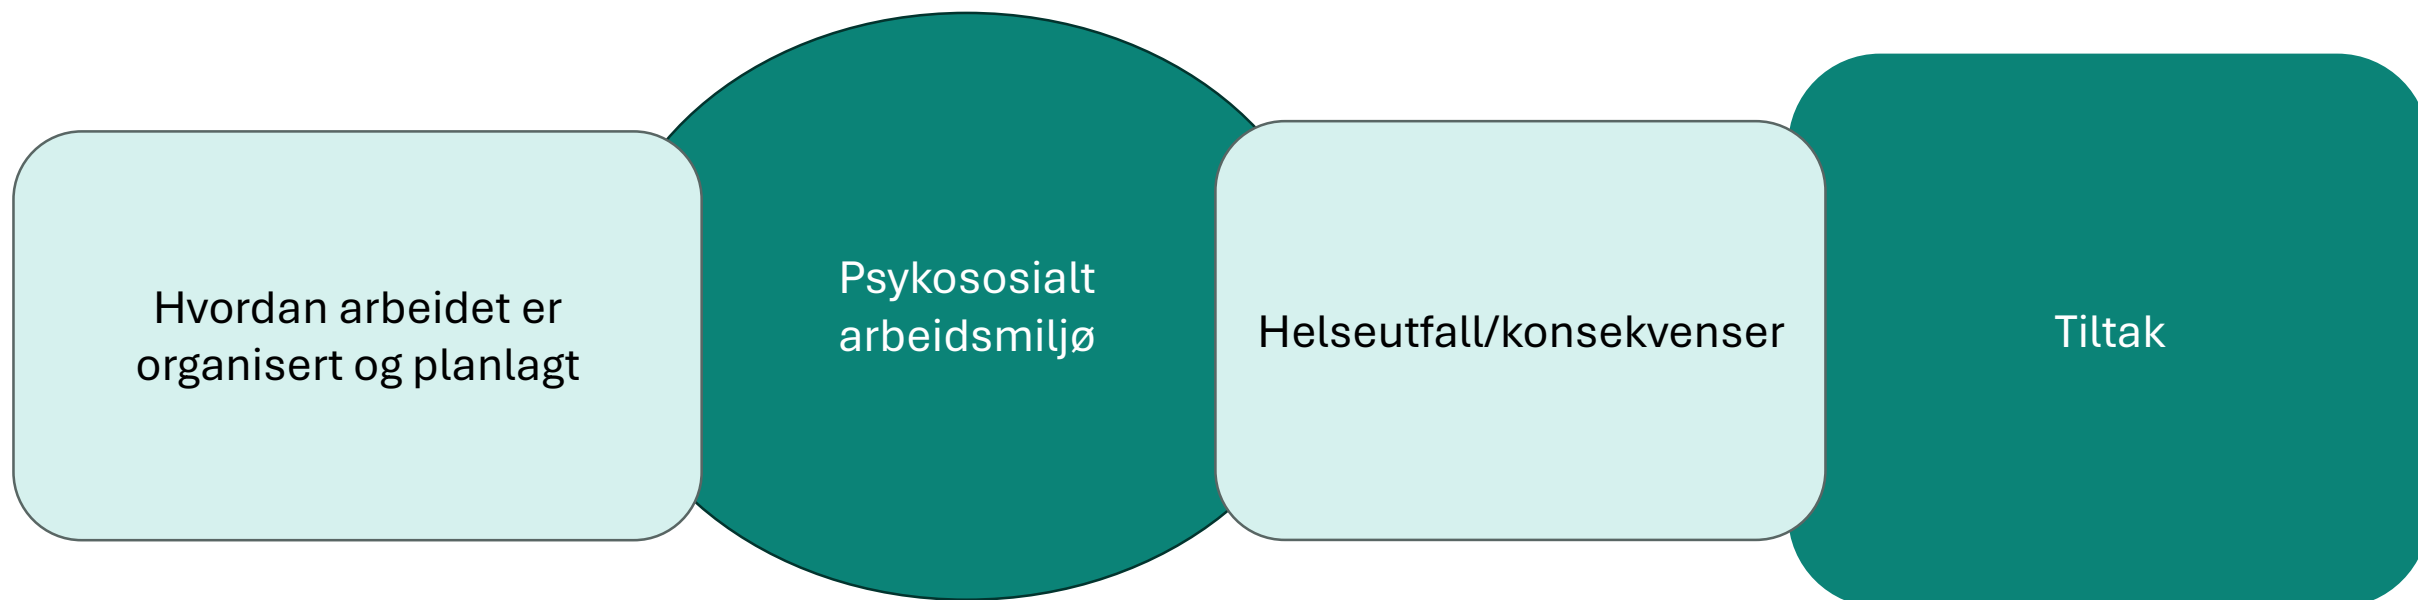 Hvordan arbeidet er
organisert og planlagt
Psykososialt
arbeidsmiljø
Helseutfall/konsekvenser
Tiltak